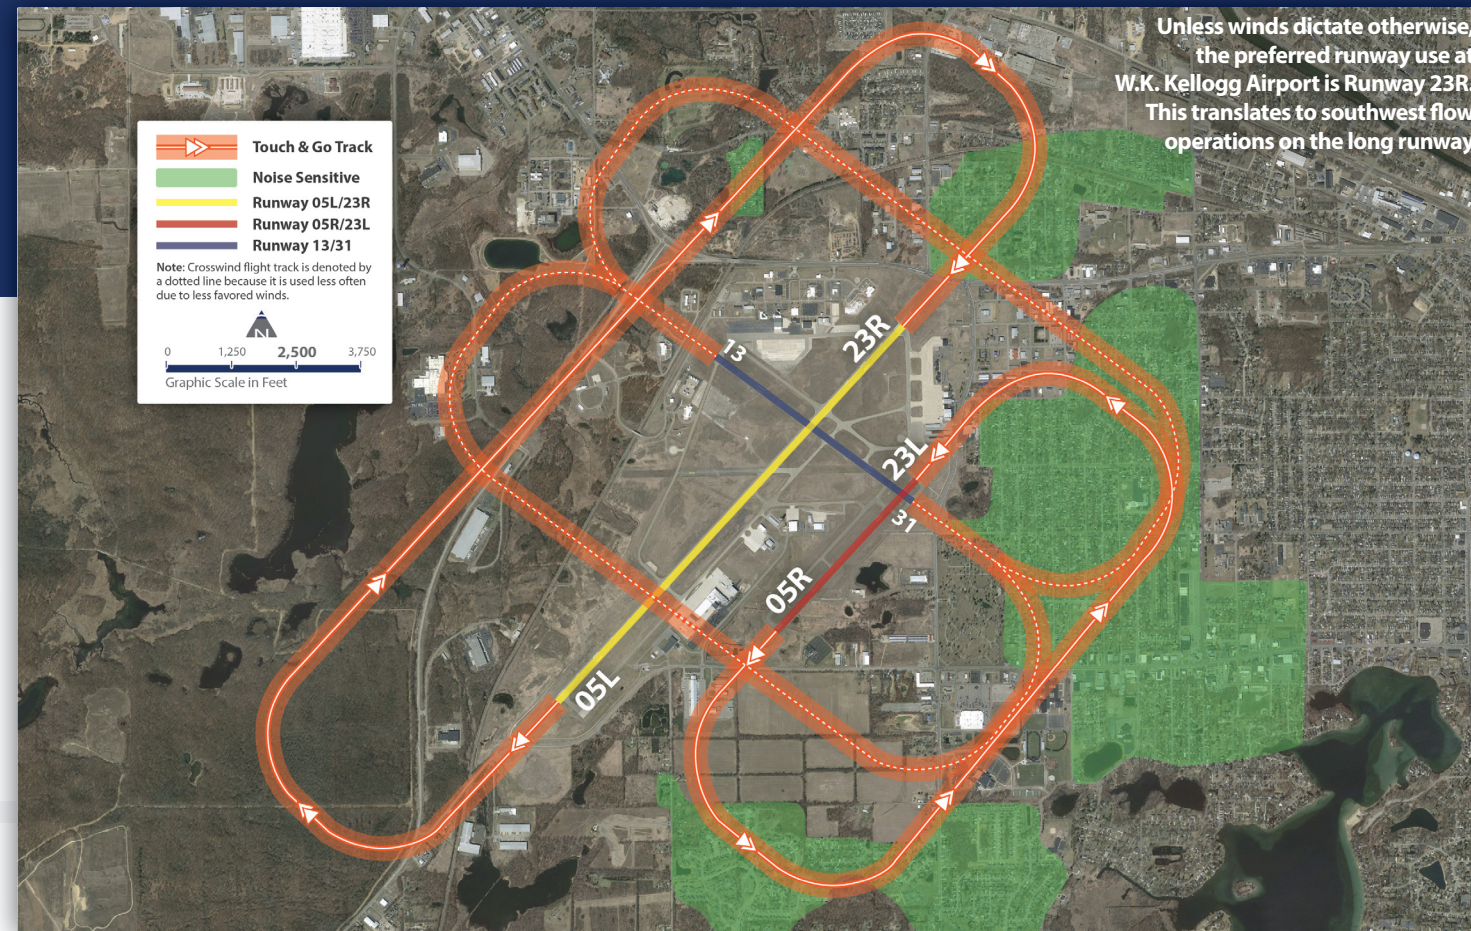 Unless winds dictate otherwise,
the preferred runway use at
W.K. Kellogg Airport is Runway 23R.
This translates to southwest flow
operations on the long runway
Touch & Go Track
Noise Sensitive
Runway 05L/23R
Runway 05R/23L
Runway 13/31
Note: Crosswind flight track is denoted by
a dotted line because it is used less often
due to less favored winds.
N
0 1,250 2,500 3,750
Graphic Scale in Feet
13
23R
23L
31
05R
05L